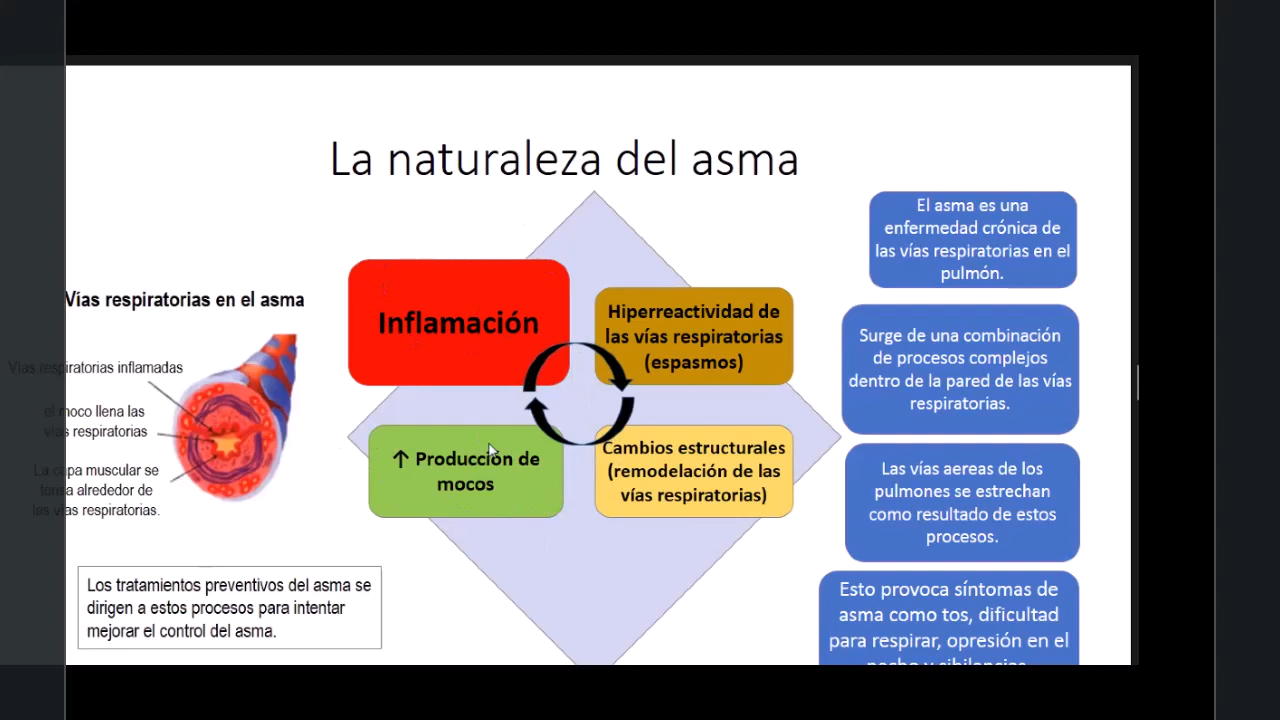 La naturaleza del asma
Vías respiratorias en el asma
Vías respiratorias inflamadas
el moco llena las
vías respiratorias
La capa muscular se
tensa alrededor de
las vías respiratorias.
Los tratamientos preventivos del asma se
dirigen a estos procesos para intentar
mejorar el control del asma.
Inflamación
Hiperreactividad de
las vías respiratorias
(espasmos)
↑ Producción de
mocos
Cambios estructurales
(remodelación de las
vías respiratorias)
El asma es una
enfermedad crónica de
las vías respiratorias en el
pulmón.
Surge de una combinación
de procesos complejos
dentro de la pared de las vías
respiratorias.
Las vías aereas de los
pulmones se estrechan
como resultado de estos
procesos.
Esto provoca síntomas de
asma como tos, dificultad
para respirar, opresión en el
pecho y sibilancias.